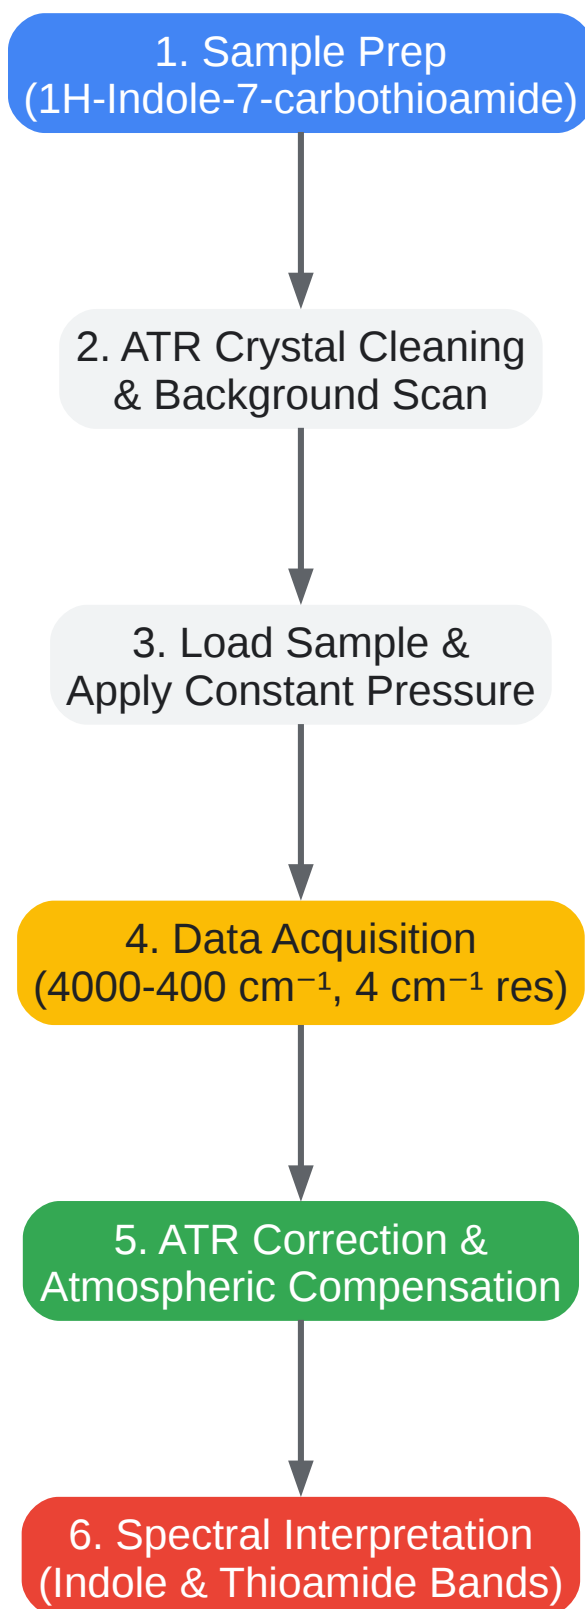 1. Sample Prep
(1H-Indole-7-carbothioamide)
2. ATR Crystal Cleaning
& Background Scan
3. Load Sample &
Apply Constant Pressure
4. Data Acquisition
(4000-400 cm⁻¹, 4 cm⁻¹ res)
5. ATR Correction &
Atmospheric Compensation
6. Spectral Interpretation
(Indole & Thioamide Bands)